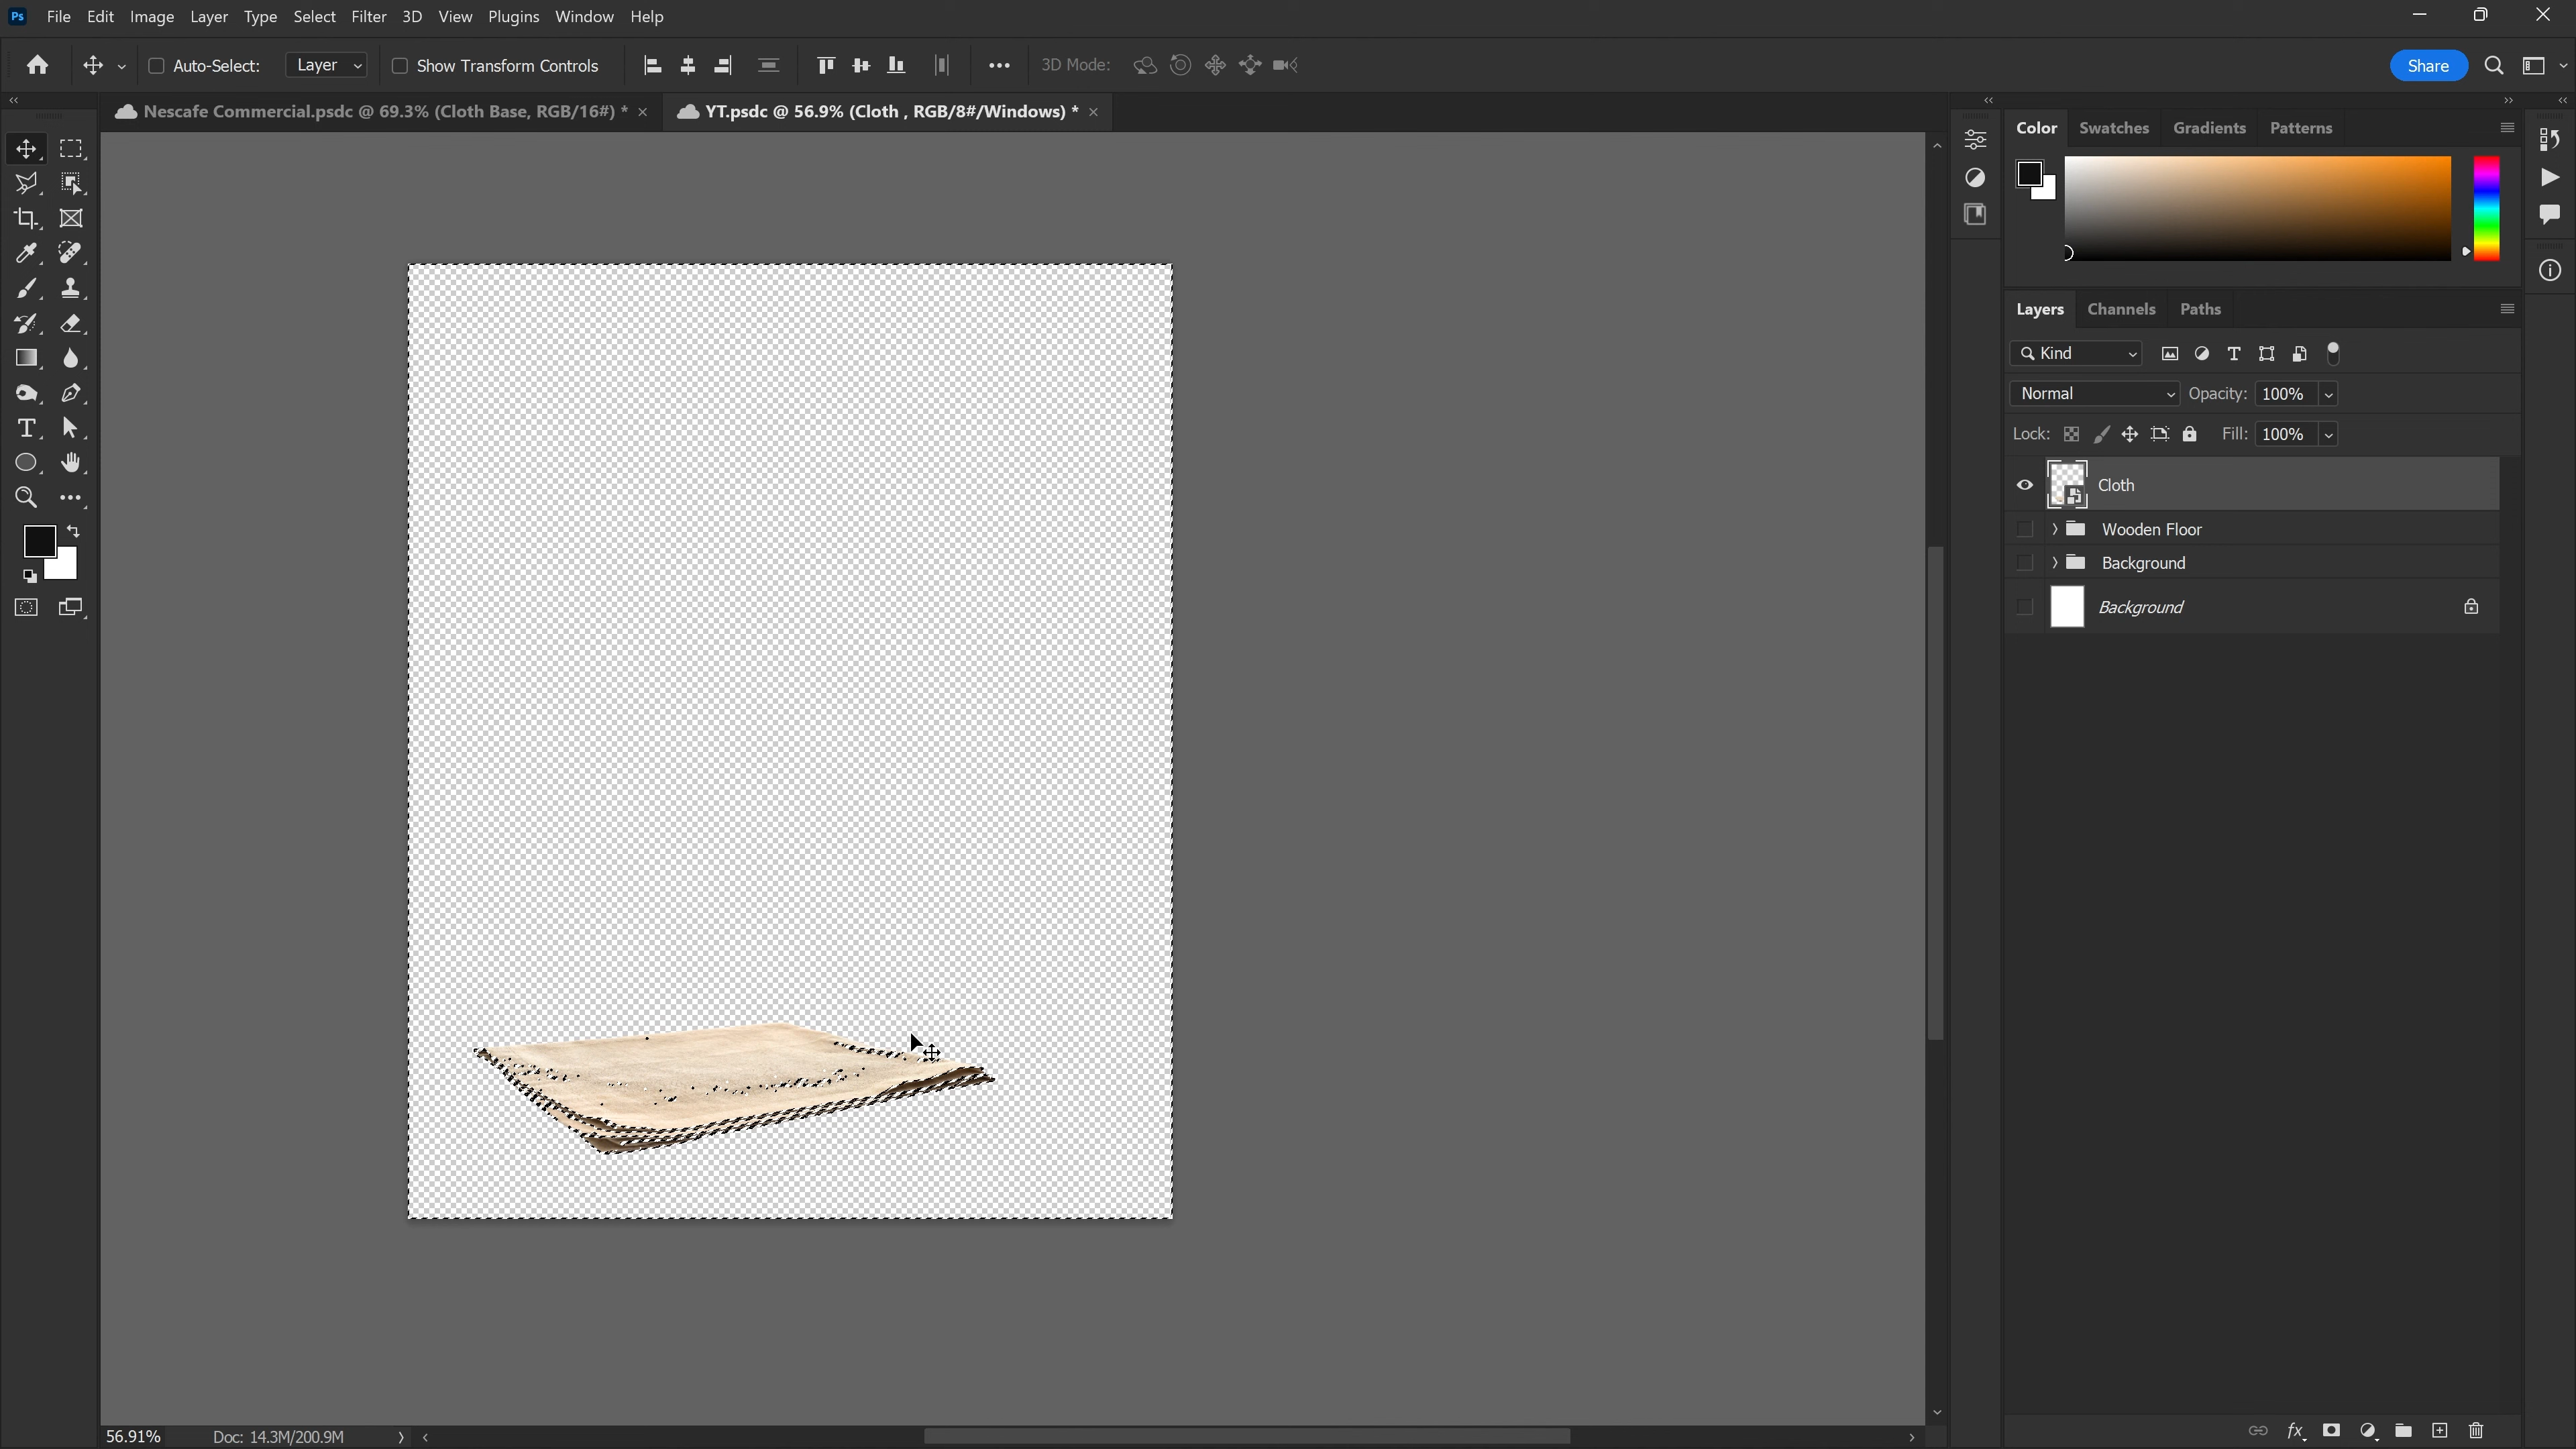 Ps File Edit Image Layer Type Select Filter 3D View Plugins Window Help
Auto-Select: Layer Show Transform Controls 3D Mode: Share
Nescafe Commercial.psdc @ 69.3% (Cloth Base, RGB/16#) * × YT.psdc @ 56.9% (Cloth , RGB/8#/Windows) * ×
Color Swatches Gradients Patterns
Layers Channels Paths
Kind
Normal Opacity: 100%
Lock: Fill: 100%
Cloth
Wooden Floor
Background
Background
56.91% Doc: 14.3M/200.9M
fx